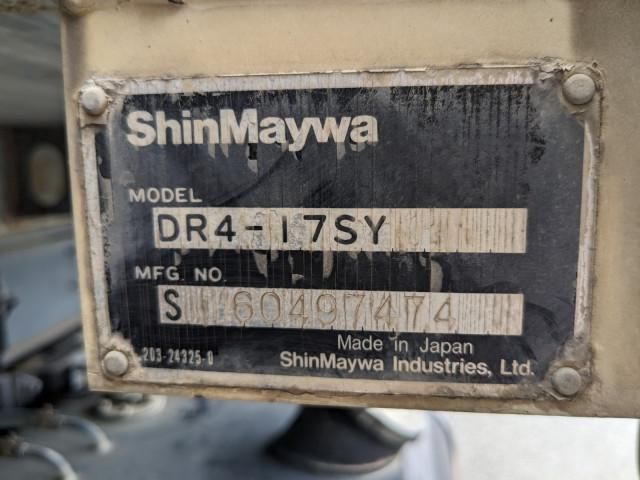 ShinMaywa
MODEL
DR4-17SY
MFG. NO.
S 60497474
203-24325-0
Made in Japan
ShinMaywa Industries, Ltd.